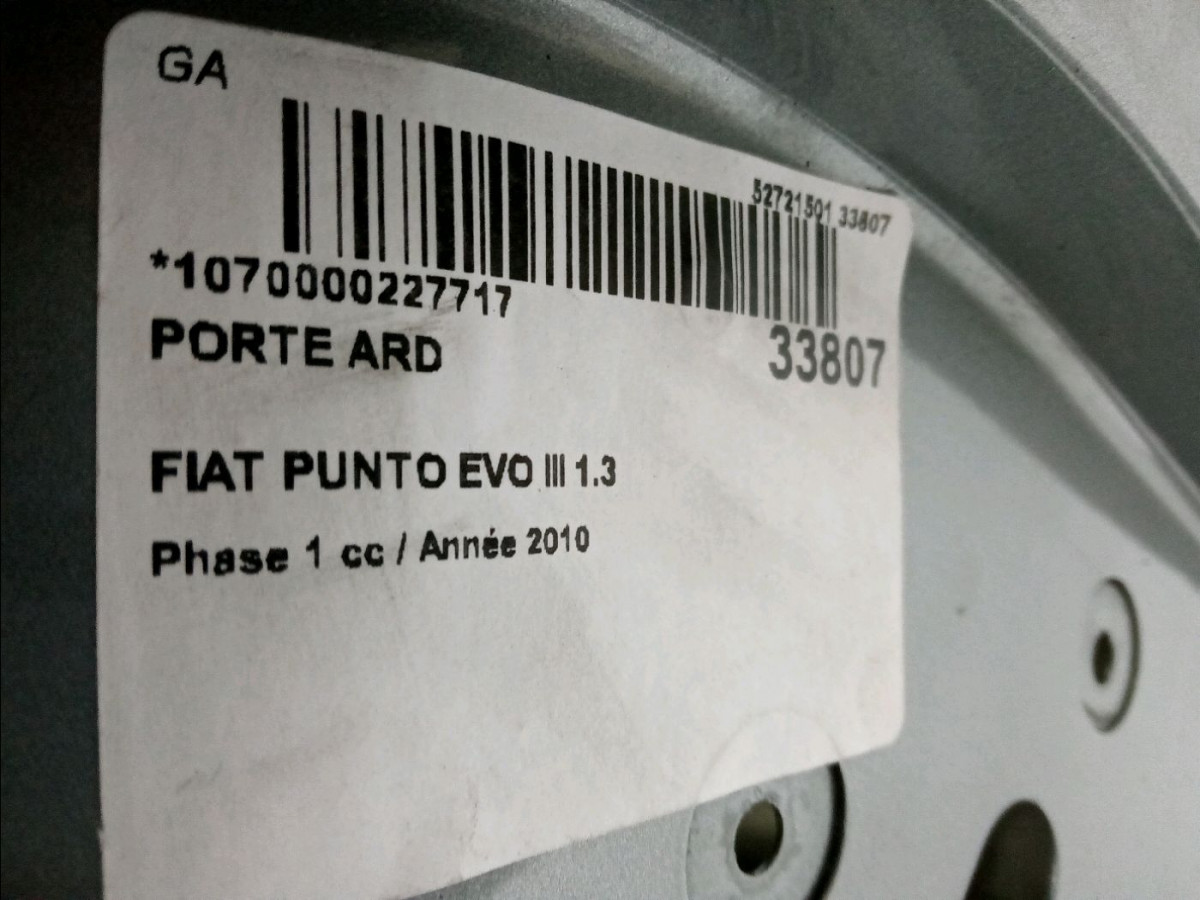 GA
52721501 33807
*1070000227717
PORTE ARD
33807
FIAT PUNTO EVO III 1.3
Phase 1 cc / Année 2010